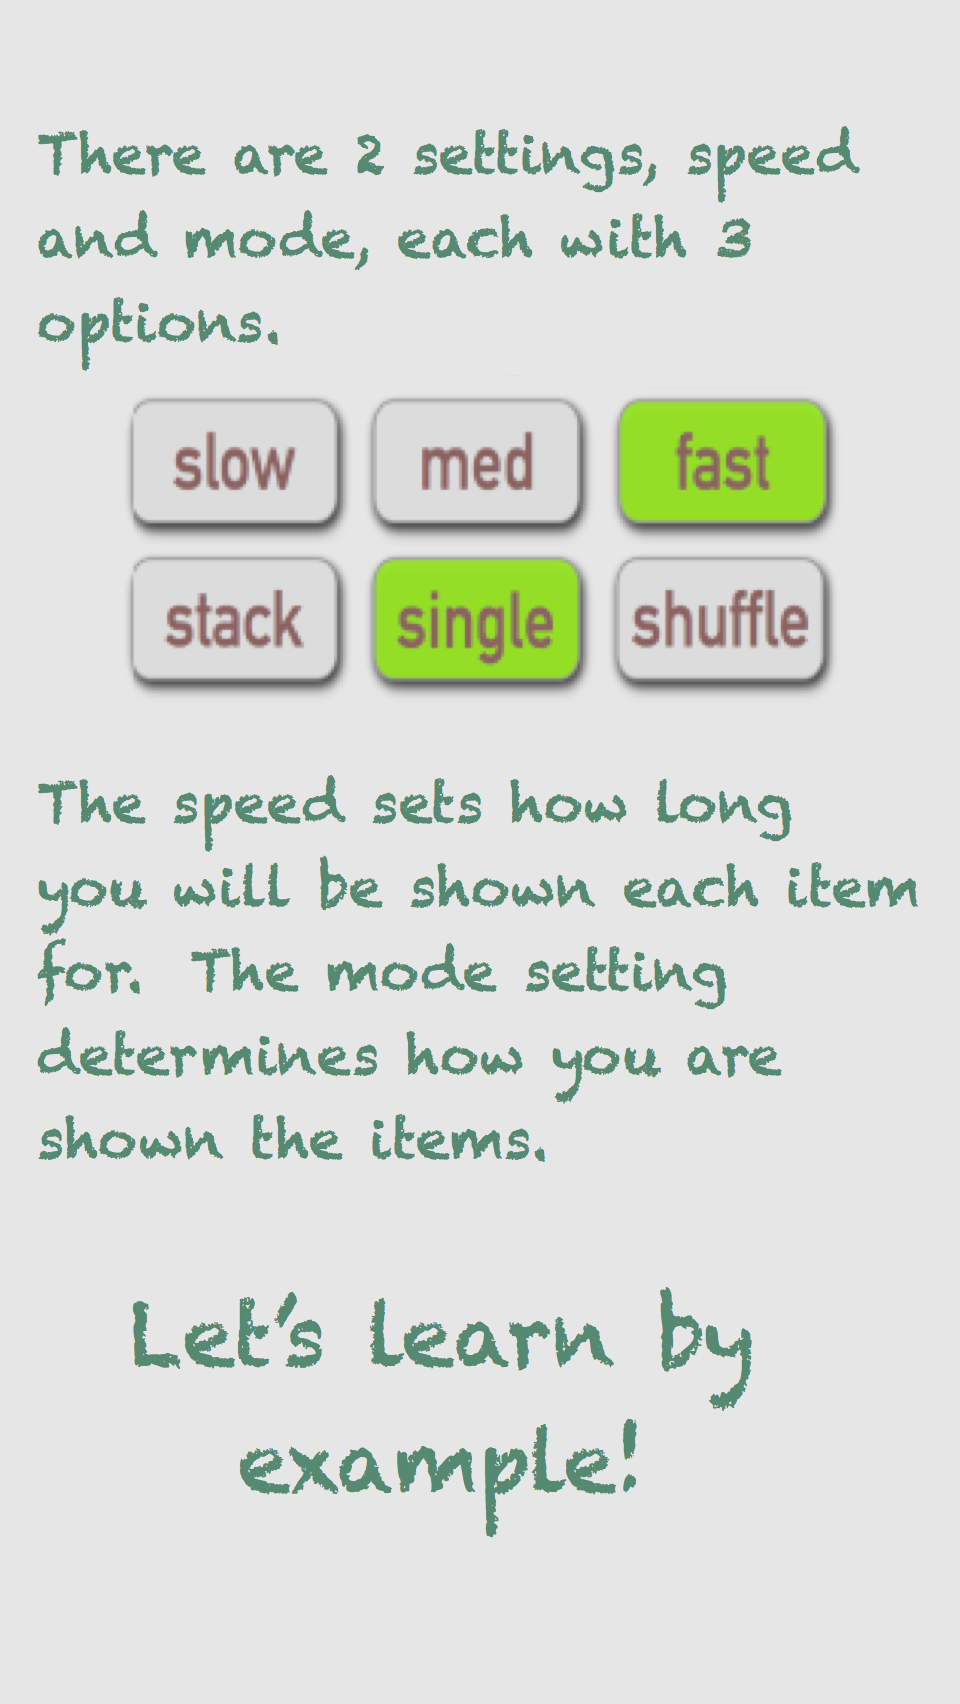 There are 2 settings, speed
and mode, each with 3
options.
slow med fast
stack single shuffle
The speed sets how long
you will be shown each item
for. The mode setting
determines how you are
shown the items.
Let's learn by
example!